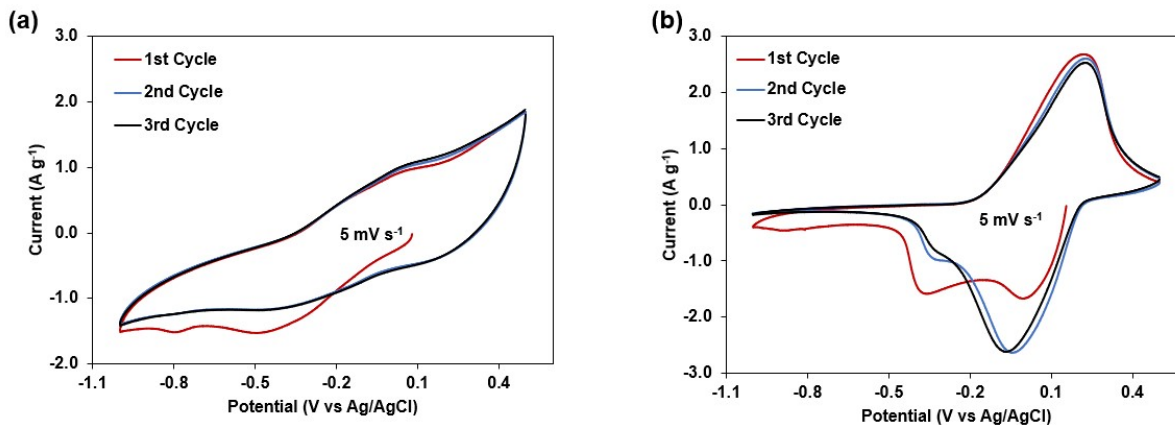 (a)
3.0
1st Cycle
2nd Cycle
3rd Cycle
2.0
1.0
0.0
-1.0
-2.0
5 mV s⁻¹
Current (A g⁻¹)
-1.1 -0.8 -0.5 -0.2 0.1 0.4
Potential (V vs Ag/AgCl)
(b)
3.0
1st Cycle
2nd Cycle
3rd Cycle
2.0
1.0
0.0
-1.0
-2.0
-3.0
5 mV s⁻¹
Current (A g⁻¹)
-1.1 -0.8 -0.5 -0.2 0.1 0.4
Potential (V vs Ag/AgCl)